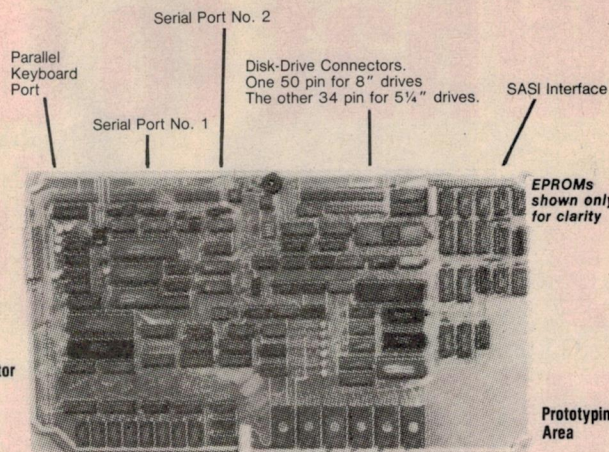 Serial Port No. 2
Parallel
Keyboard
Port
Disk-Drive Connectors.
One 50 pin for 8" drives
The other 34 pin for 5¼" drives.
SASI Interface
Serial Port No. 1
EPROMs
shown only
for clarity
tor
Prototyping
Area